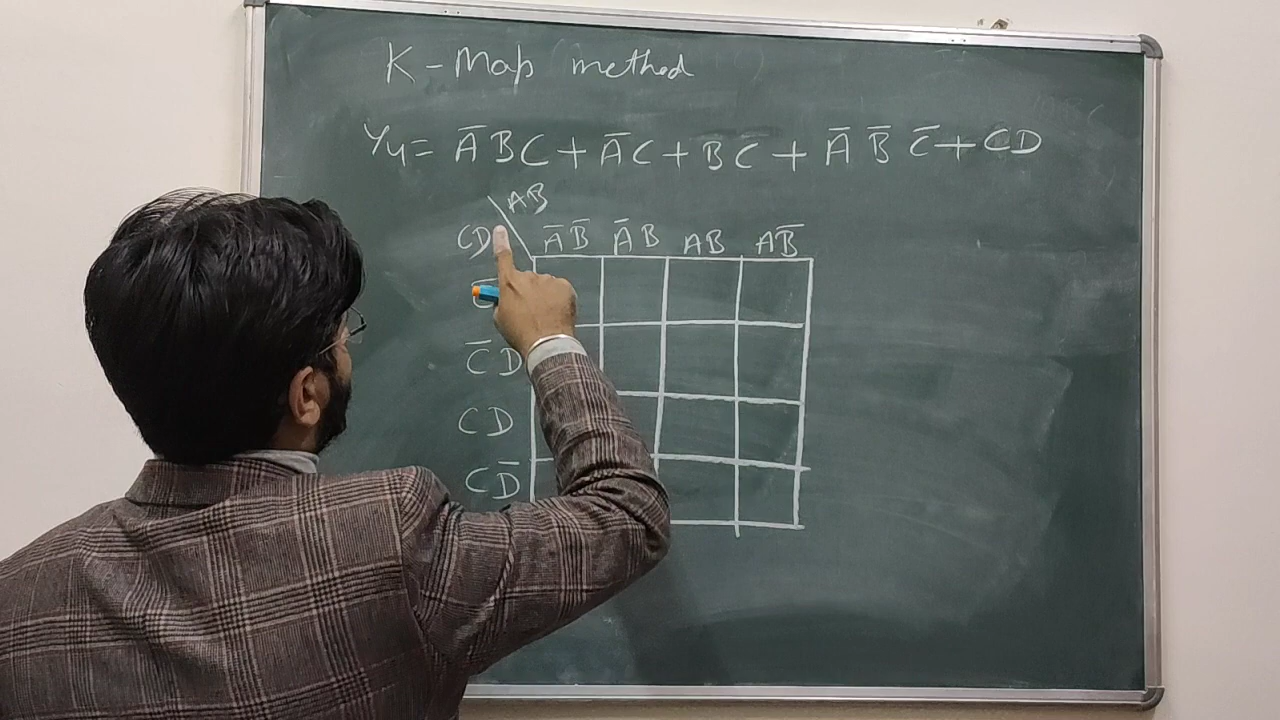 K - Map method
Y4 = A̅BC + A̅C + BC̅ + A̅ B̅ C̅ + CD
AB
CD A̅B̅ A̅B AB AB̅
C̅D
CD
CD̅